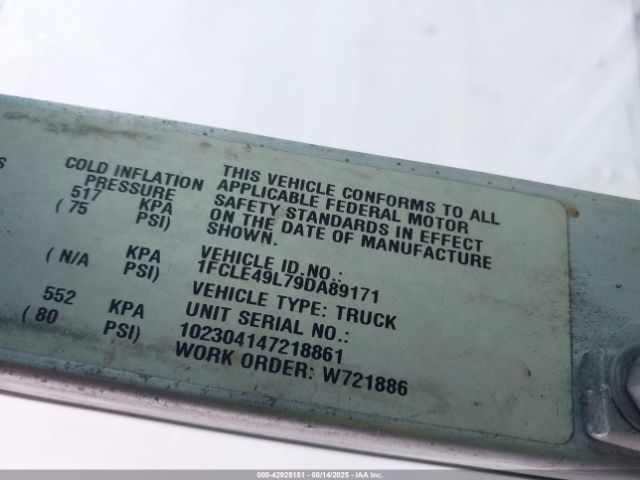 S
COLD INFLATION
PRESSURE
517 KPA
( 75 PSI)
KPA
( N/A PSI)
552 KPA
( 80 PSI)
THIS VEHICLE CONFORMS TO ALL
APPLICABLE FEDERAL MOTOR
SAFETY STANDARDS IN EFFECT
ON THE DATE OF MANUFACTURE
SHOWN.
VEHICLE ID.NO.:
1FCLE49L79DA89171
VEHICLE TYPE: TRUCK
UNIT SERIAL NO.:
102304147218861
WORK ORDER: W721886
000-42925151 - 08/14/2025 - IAAI.COM